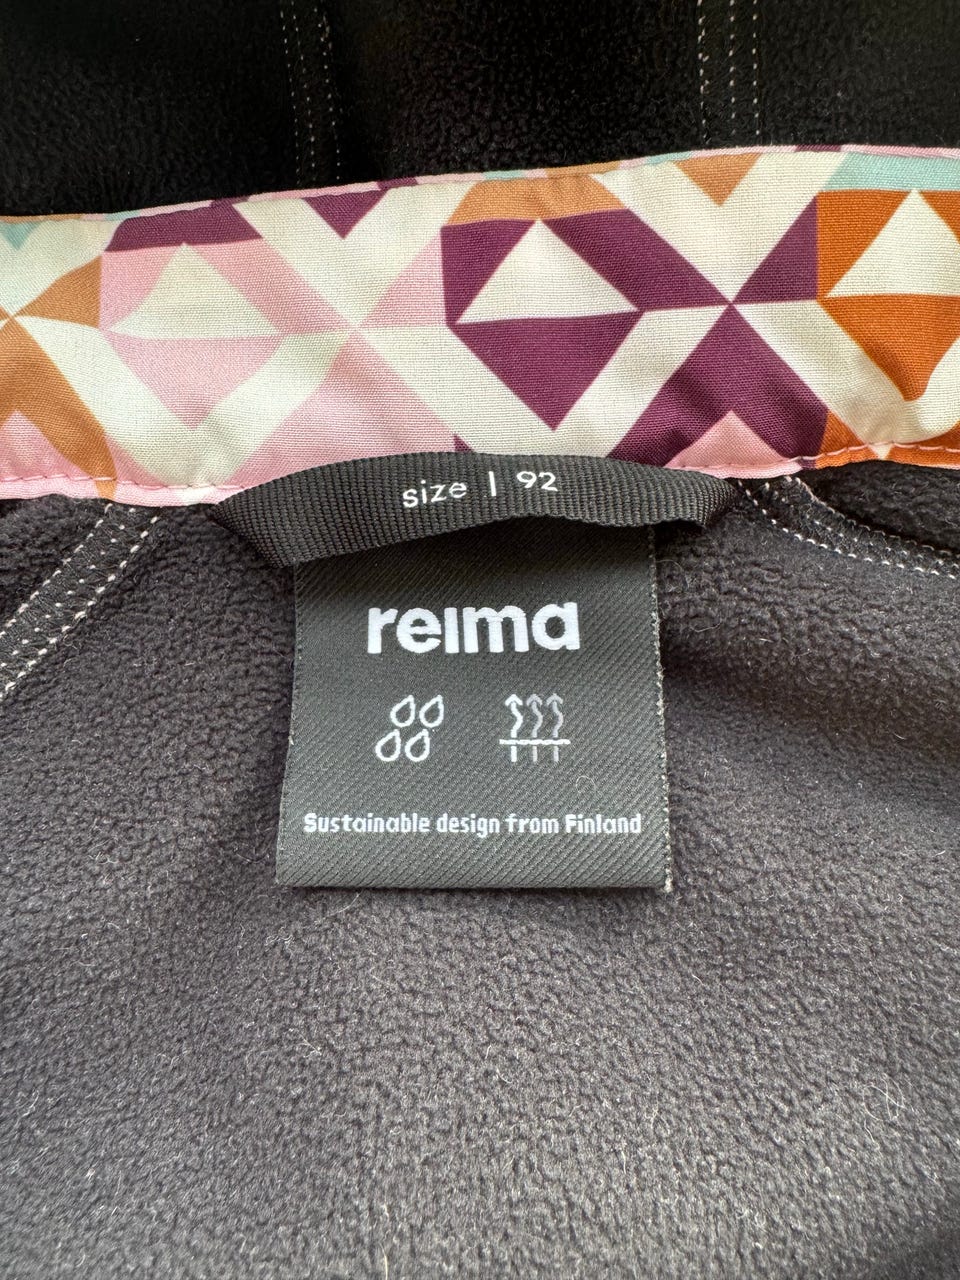 size | 92
reima
Sustainable design from Finland